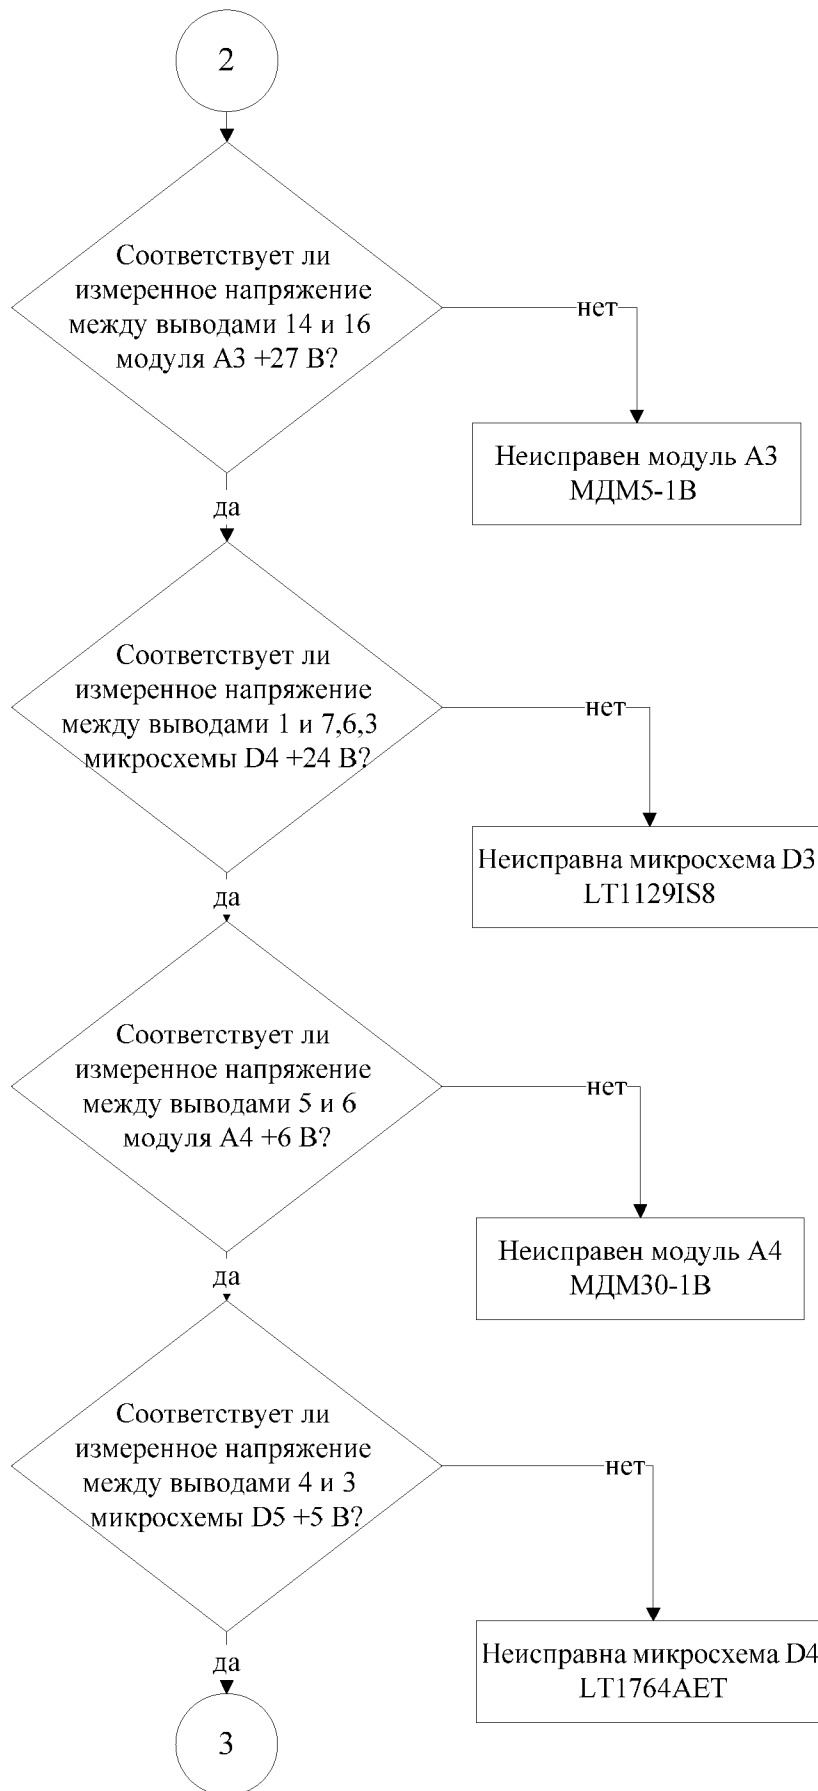 2
Соответствует ли
измеренное напряжение
между выводами 14 и 16
модуля А3 +27 В?
нет
Неисправен модуль А3
МДМ5-1В
да
Соответствует ли
измеренное напряжение
между выводами 1 и 7,6,3
микросхемы D4 +24 В?
нет
Неисправна микросхема D3
LT1129IS8
да
Соответствует ли
измеренное напряжение
между выводами 5 и 6
модуля А4 +6 В?
нет
Неисправен модуль А4
МДМ30-1В
да
Соответствует ли
измеренное напряжение
между выводами 4 и 3
микросхемы D5 +5 В?
нет
Неисправна микросхема D4
LT1764AET
да
3